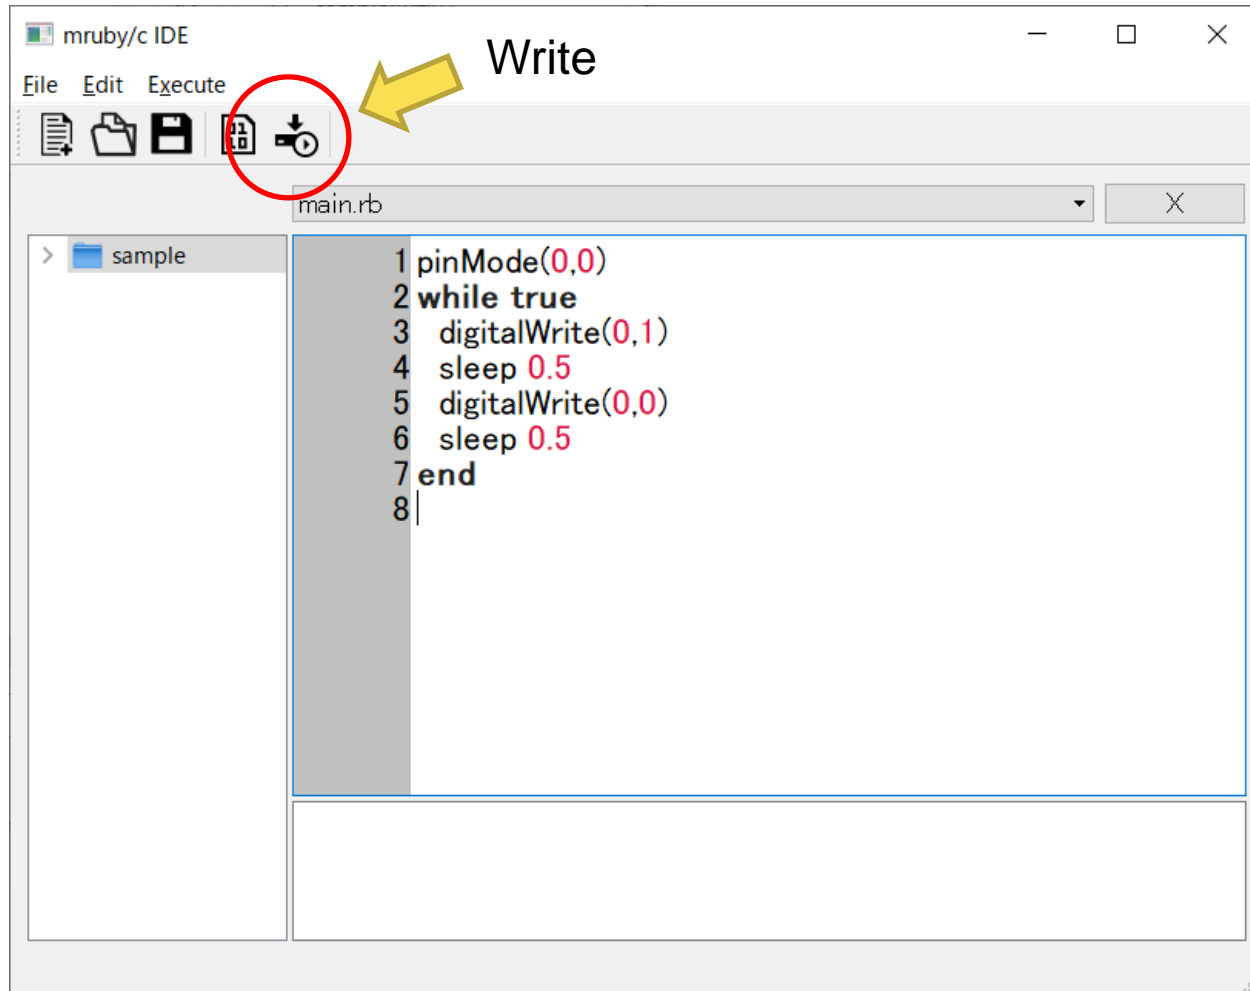 mruby/c IDE
Write
File Edit Execute
main.rb
X
sample
1 pinMode(0,0)
2 while true
3 digitalWrite(0,1)
4 sleep 0.5
5 digitalWrite(0,0)
6 sleep 0.5
7 end
8